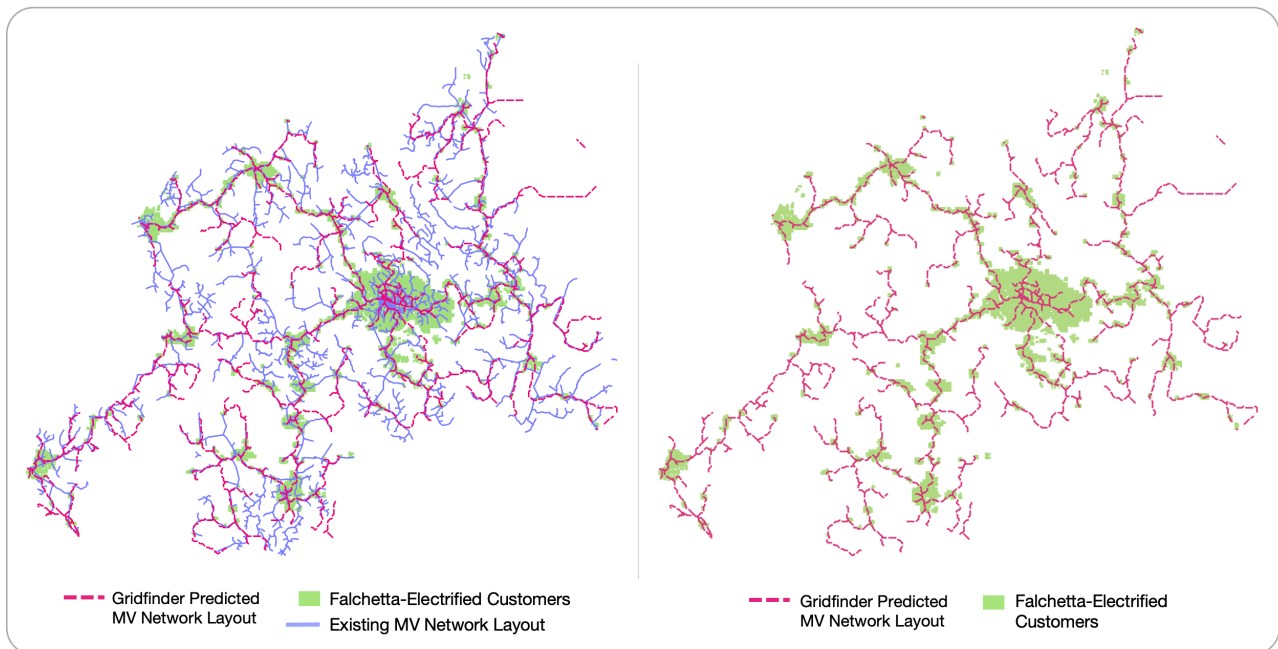 Gridfinder Predicted
MV Network Layout
Falchetta-Electrified Customers
Existing MV Network Layout
Gridfinder Predicted
MV Network Layout
Falchetta-Electrified
Customers